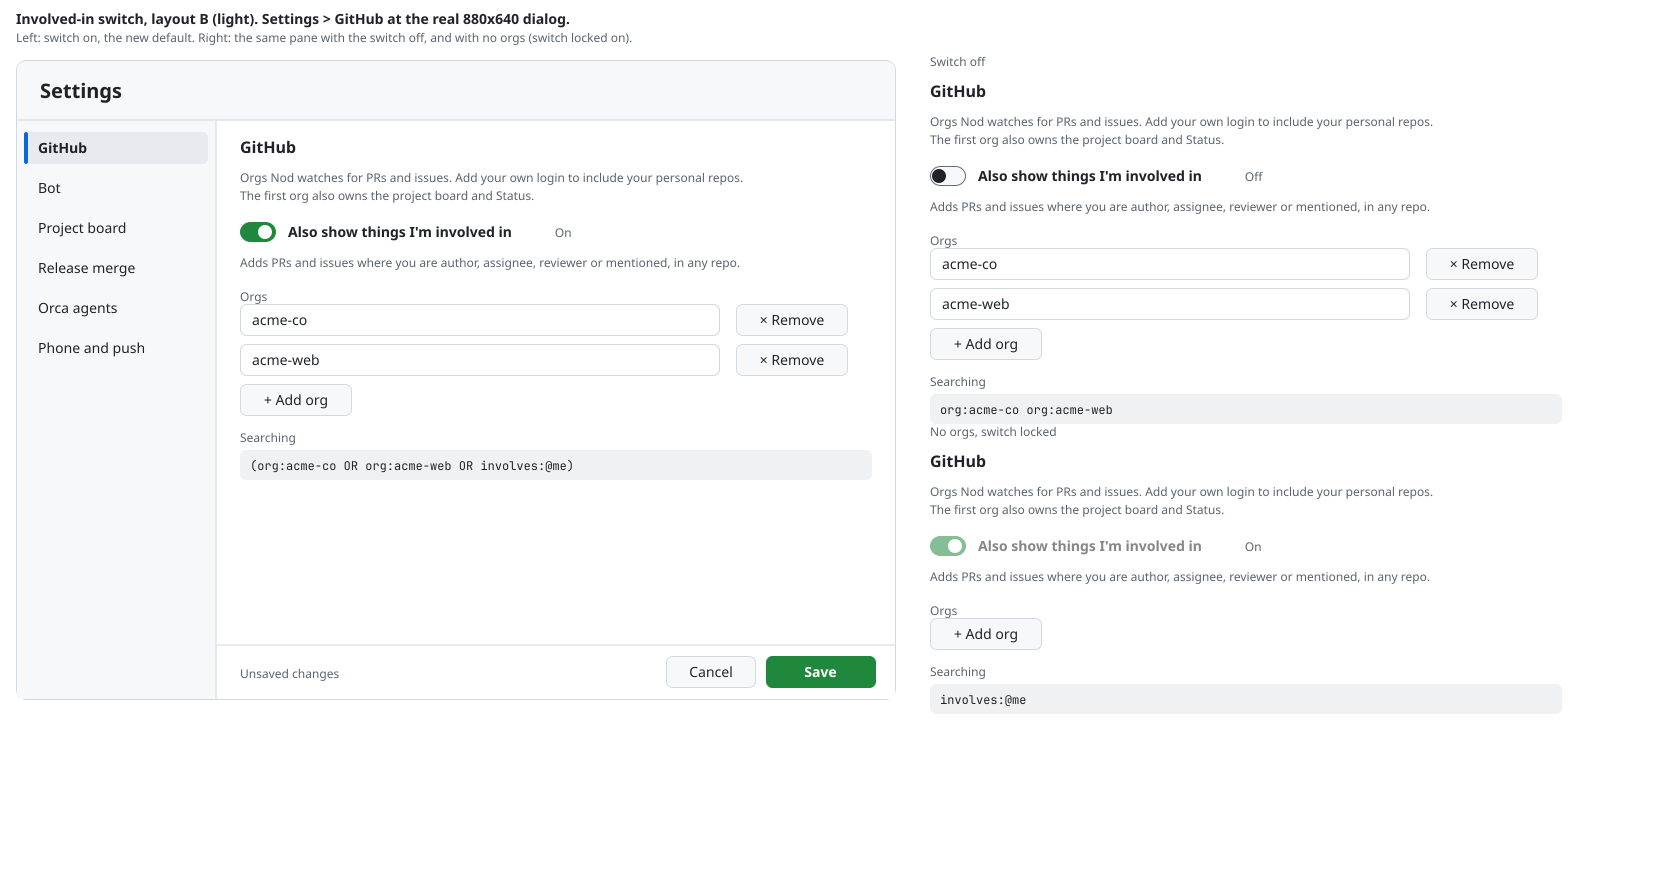 Involved-in switch, layout B (light). Settings > GitHub at the real 880x640 dialog.
Left: switch on, the new default. Right: the same pane with the switch off, and with no orgs (switch locked on).
Settings
GitHub
Bot
Project board
Release merge
Orca agents
Phone and push
GitHub
Orgs Nod watches for PRs and issues. Add your own login to include your personal repos.
The first org also owns the project board and Status.
Also show things I'm involved in On
Adds PRs and issues where you are author, assignee, reviewer or mentioned, in any repo.
Orgs
acme-co × Remove
acme-web × Remove
+ Add org
Searching
(org:acme-co OR org:acme-web OR involves:@me)
Unsaved changes Cancel Save
Switch off
GitHub
Orgs Nod watches for PRs and issues. Add your own login to include your personal repos.
The first org also owns the project board and Status.
Also show things I'm involved in Off
Adds PRs and issues where you are author, assignee, reviewer or mentioned, in any repo.
Orgs
acme-co × Remove
acme-web × Remove
+ Add org
Searching
org:acme-co org:acme-web
No orgs, switch locked
GitHub
Orgs Nod watches for PRs and issues. Add your own login to include your personal repos.
The first org also owns the project board and Status.
Also show things I'm involved in On
Adds PRs and issues where you are author, assignee, reviewer or mentioned, in any repo.
Orgs
+ Add org
Searching
involves:@me